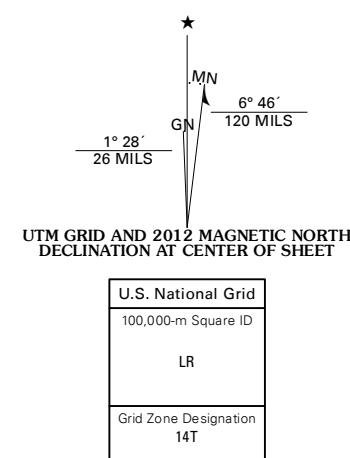 ★
MN
GN
6° 46´
120 MILS
1° 28´
26 MILS
UTM GRID AND 2012 MAGNETIC NORTH
DECLINATION AT CENTER OF SHEET
U.S. National Grid
100,000-m Square ID
LR
Grid Zone Designation
14T